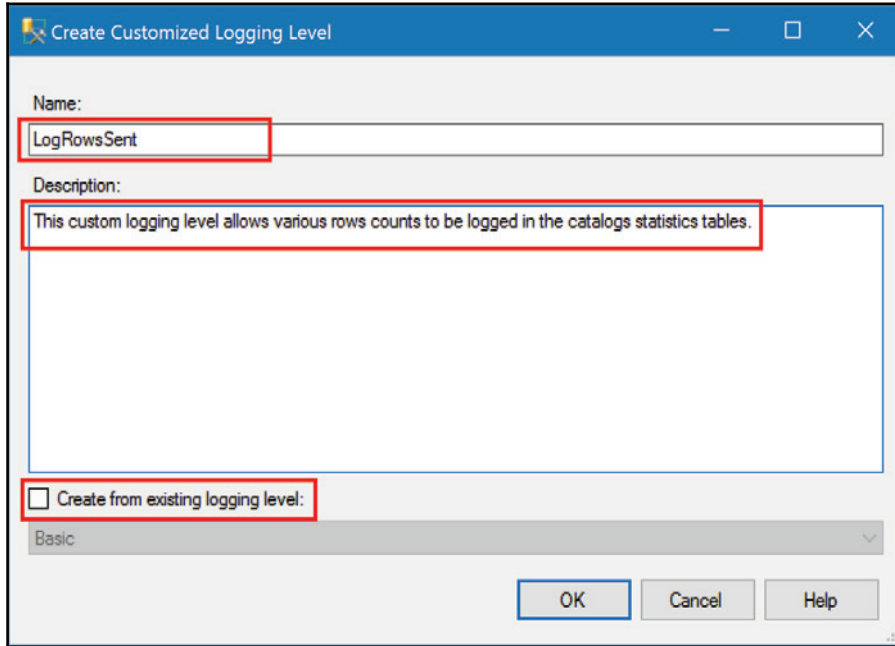 Create Customized Logging Level
Name:
LogRowsSent
Description:
This custom logging level allows various rows counts to be logged in the catalogs statistics tables.
Create from existing logging level:
Basic
OK Cancel Help